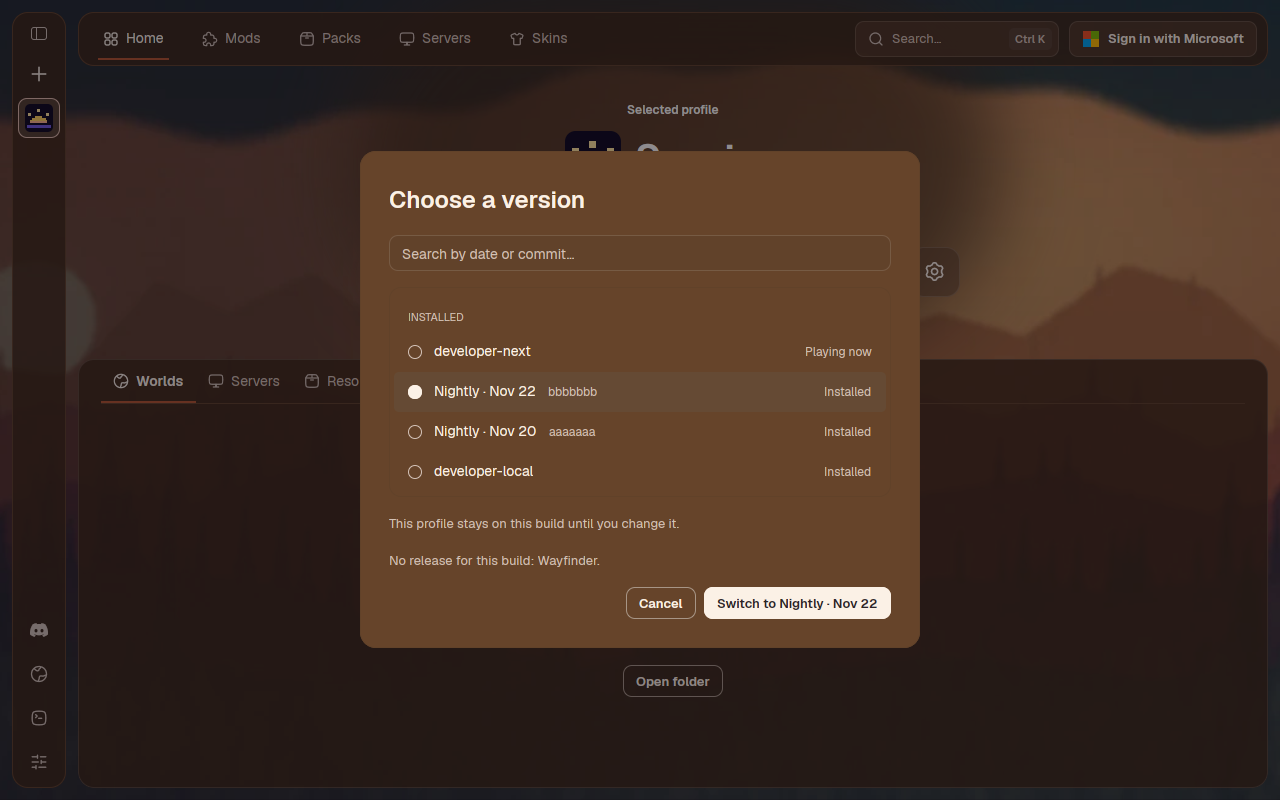 Home
Mods
Packs
Servers
Skins
Search...
Ctrl K
Sign in with Microsoft
Selected profile
Choose a version
Search by date or commit...
INSTALLED
developer-next
Playing now
Nightly · Nov 22
bbbbbbb
Installed
Nightly · Nov 20
aaaaaaa
Installed
developer-local
Installed
This profile stays on this build until you change it.
No release for this build: Wayfinder.
Cancel
Switch to Nightly · Nov 22
Worlds
Servers
Reso
Open folder